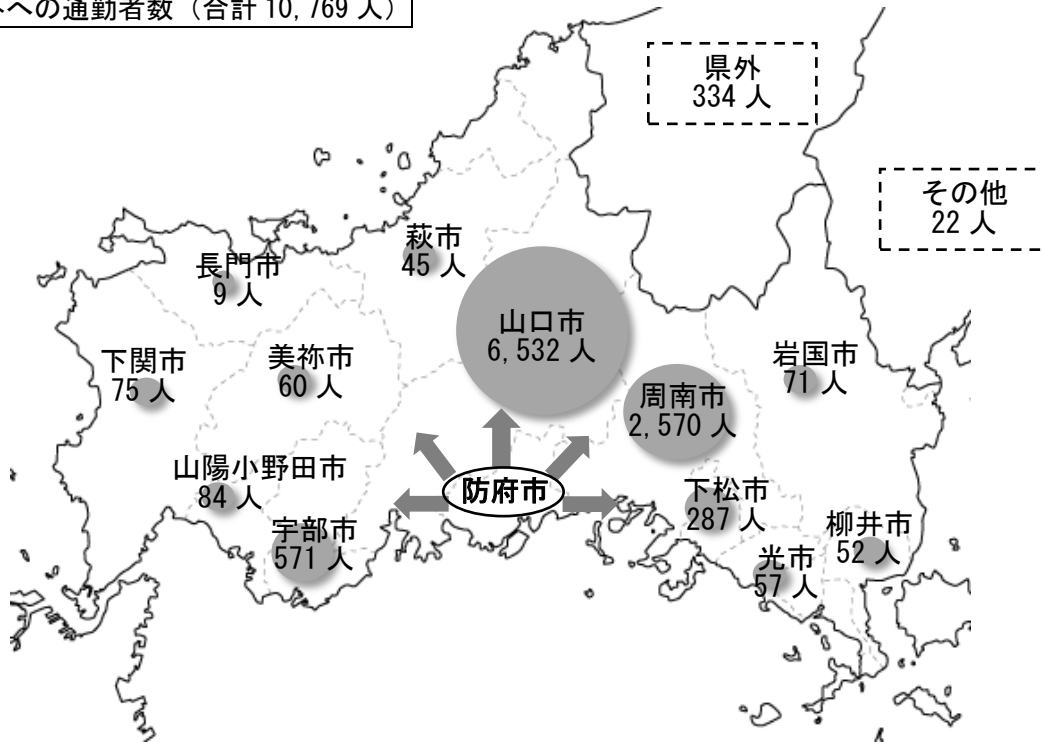 への通勤者数（合計 10,769 人）
県外
334 人
その他
22 人
萩市
45 人
長門市
9 人
山口市
6,532 人
下関市
75 人
美祢市
60 人
岩国市
71 人
周南市
2,570 人
山陽小野田市
84 人
防府市
下松市
287 人
宇部市
571 人
柳井市
52 人
光市
57 人